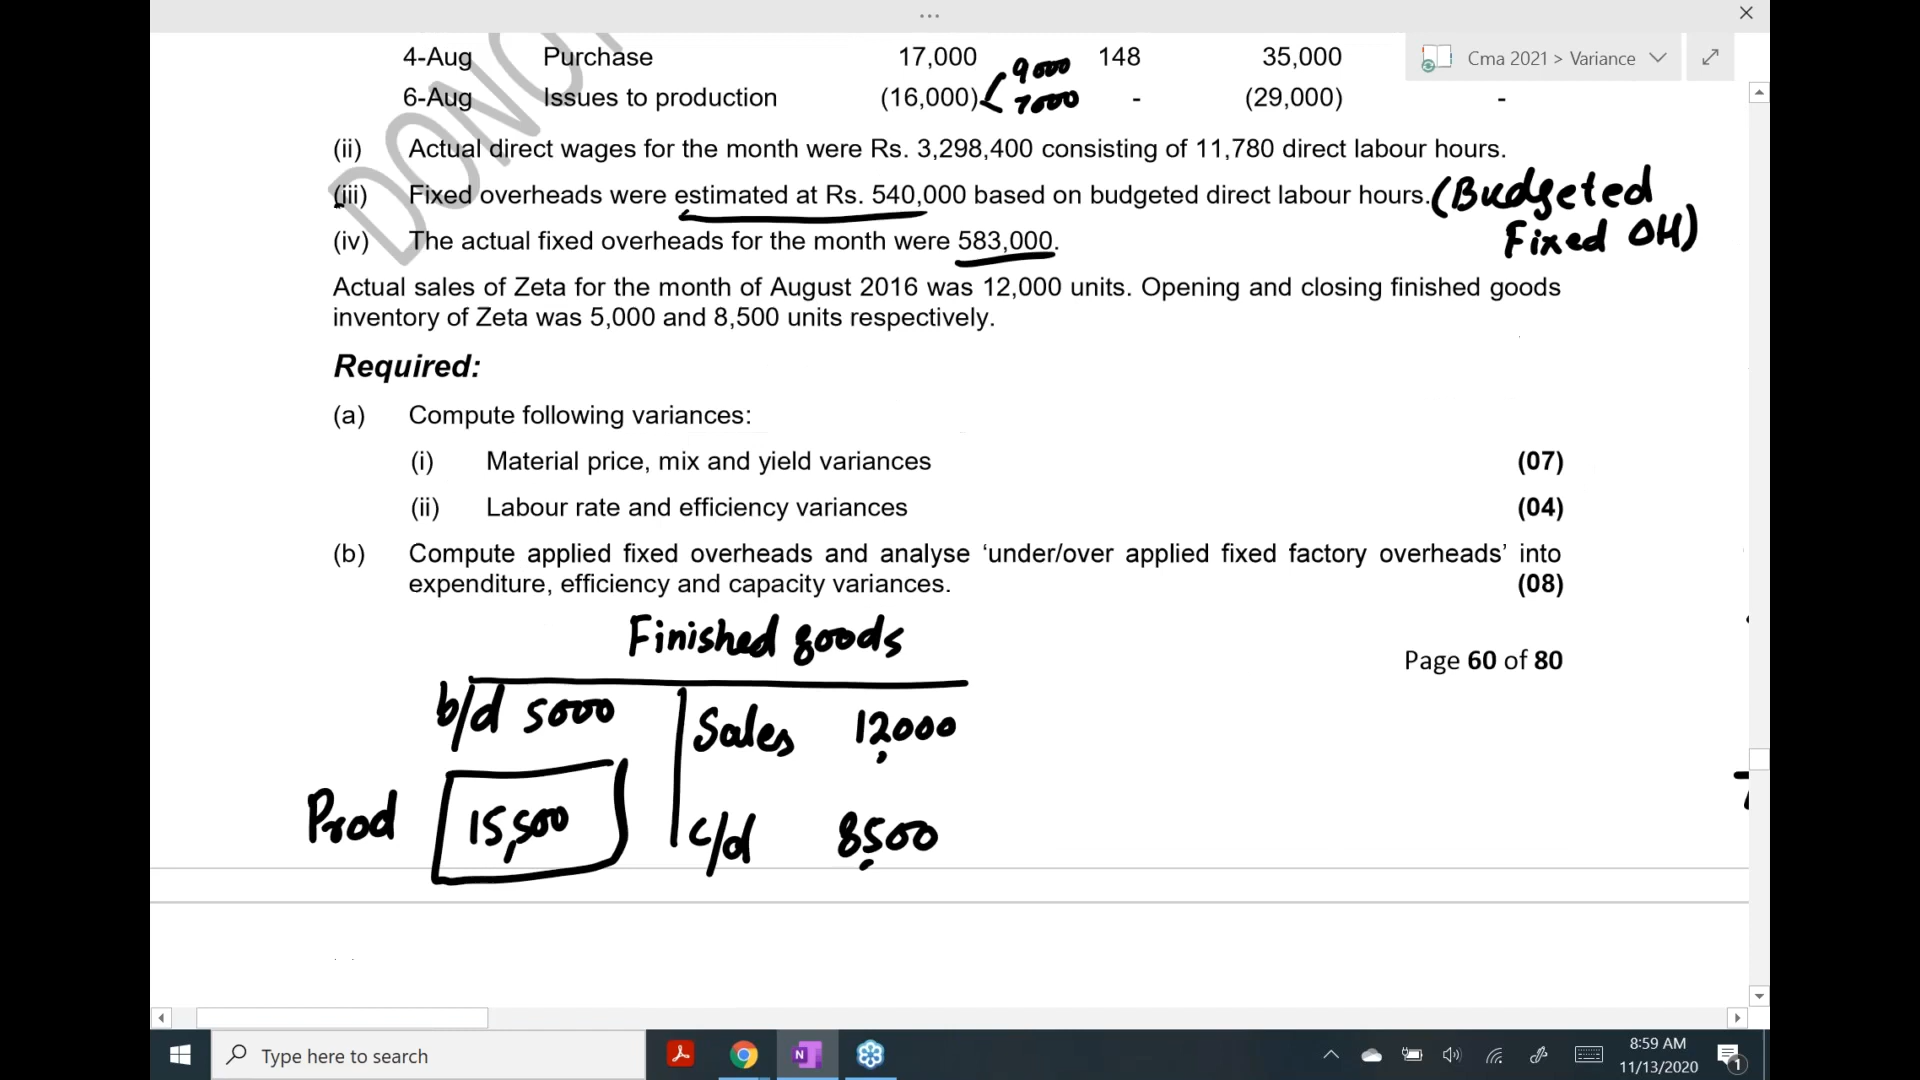 4-Aug Purchase 17,000 148 35,000
9000
6-Aug Issues to production (16,000) 7000 - (29,000) -
Cma 2021 > Variance
(ii) Actual direct wages for the month were Rs. 3,298,400 consisting of 11,780 direct labour hours.
(iii) Fixed overheads were estimated at Rs. 540,000 based on budgeted direct labour hours. (Budgeted
Fixed OH)
(iv) The actual fixed overheads for the month were 583,000.
Actual sales of Zeta for the month of August 2016 was 12,000 units. Opening and closing finished goods
inventory of Zeta was 5,000 and 8,500 units respectively.
Required:
(a) Compute following variances:
(i) Material price, mix and yield variances (07)
(ii) Labour rate and efficiency variances (04)
(b) Compute applied fixed overheads and analyse ‘under/over applied fixed factory overheads’ into
expenditure, efficiency and capacity variances. (08)
Finished goods
Page 60 of 80
b/d 5000 Sales 12,000
Prod 15,500 c/d 8,500
Type here to search
8:59 AM
11/13/2020
1